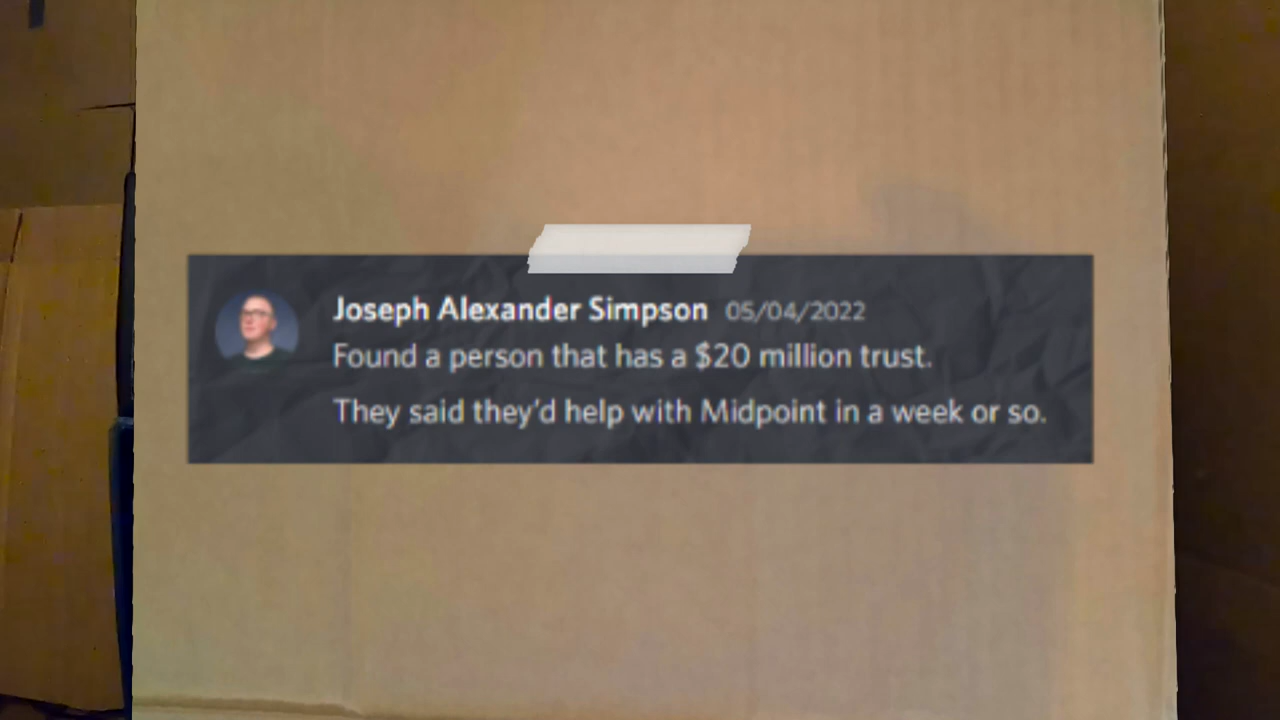 Joseph Alexander Simpson 05/04/2022
Found a person that has a $20 million trust.
They said they'd help with Midpoint in a week or so.